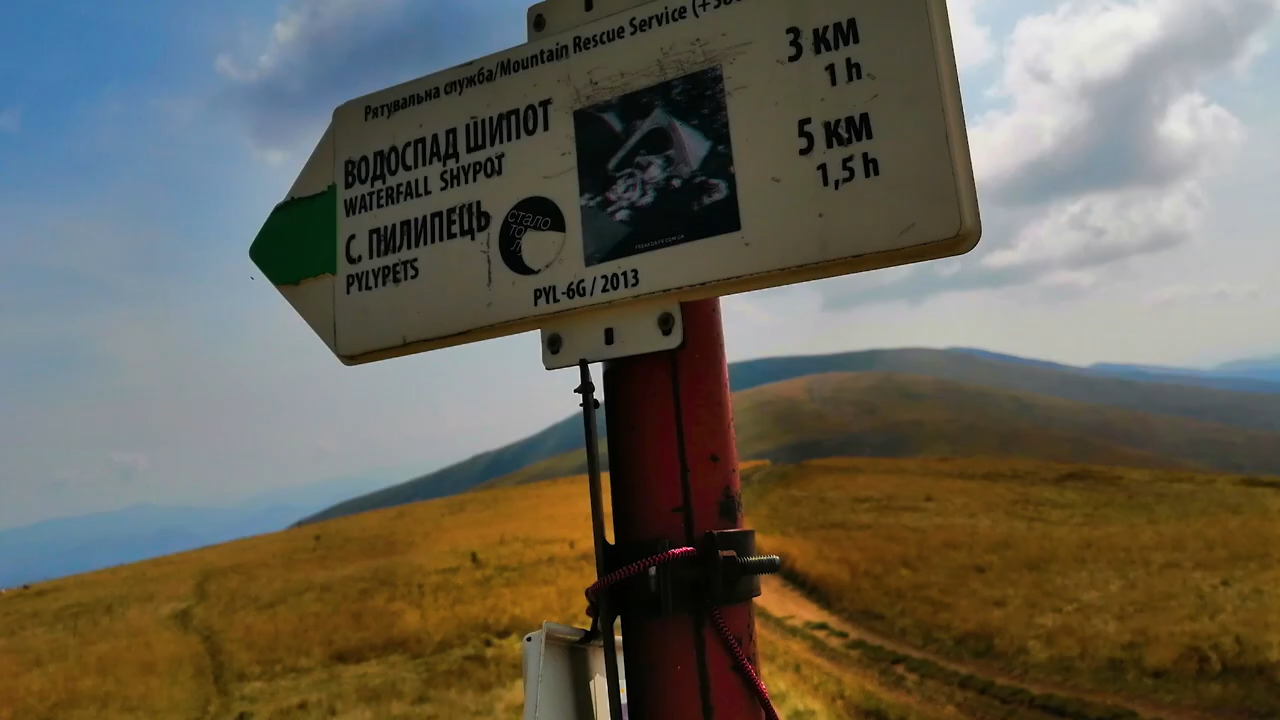 Рятувальна служба/Mountain Rescue Service (+380
ВОДОСПАД ШИПОТ
WATERFALL SHYPOT
3 КМ
1 h
С. ПИЛИПЕЦЬ
PYLYPETS
5 КМ
1,5 h
стало
PYL-6G / 2013